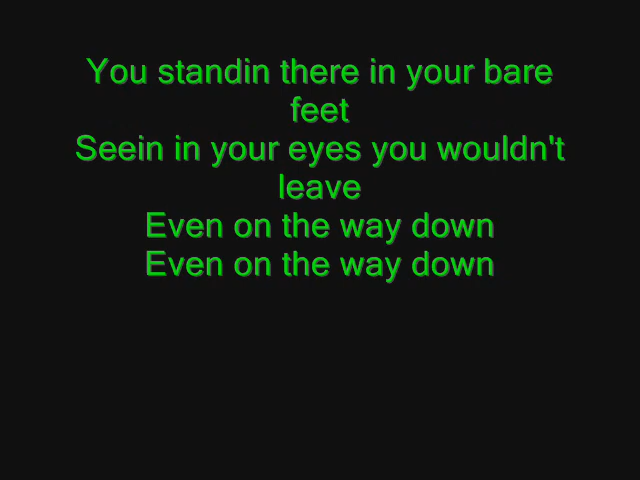 You standin there in your bare
feet
Seein in your eyes you wouldn't
leave
Even on the way down
Even on the way down